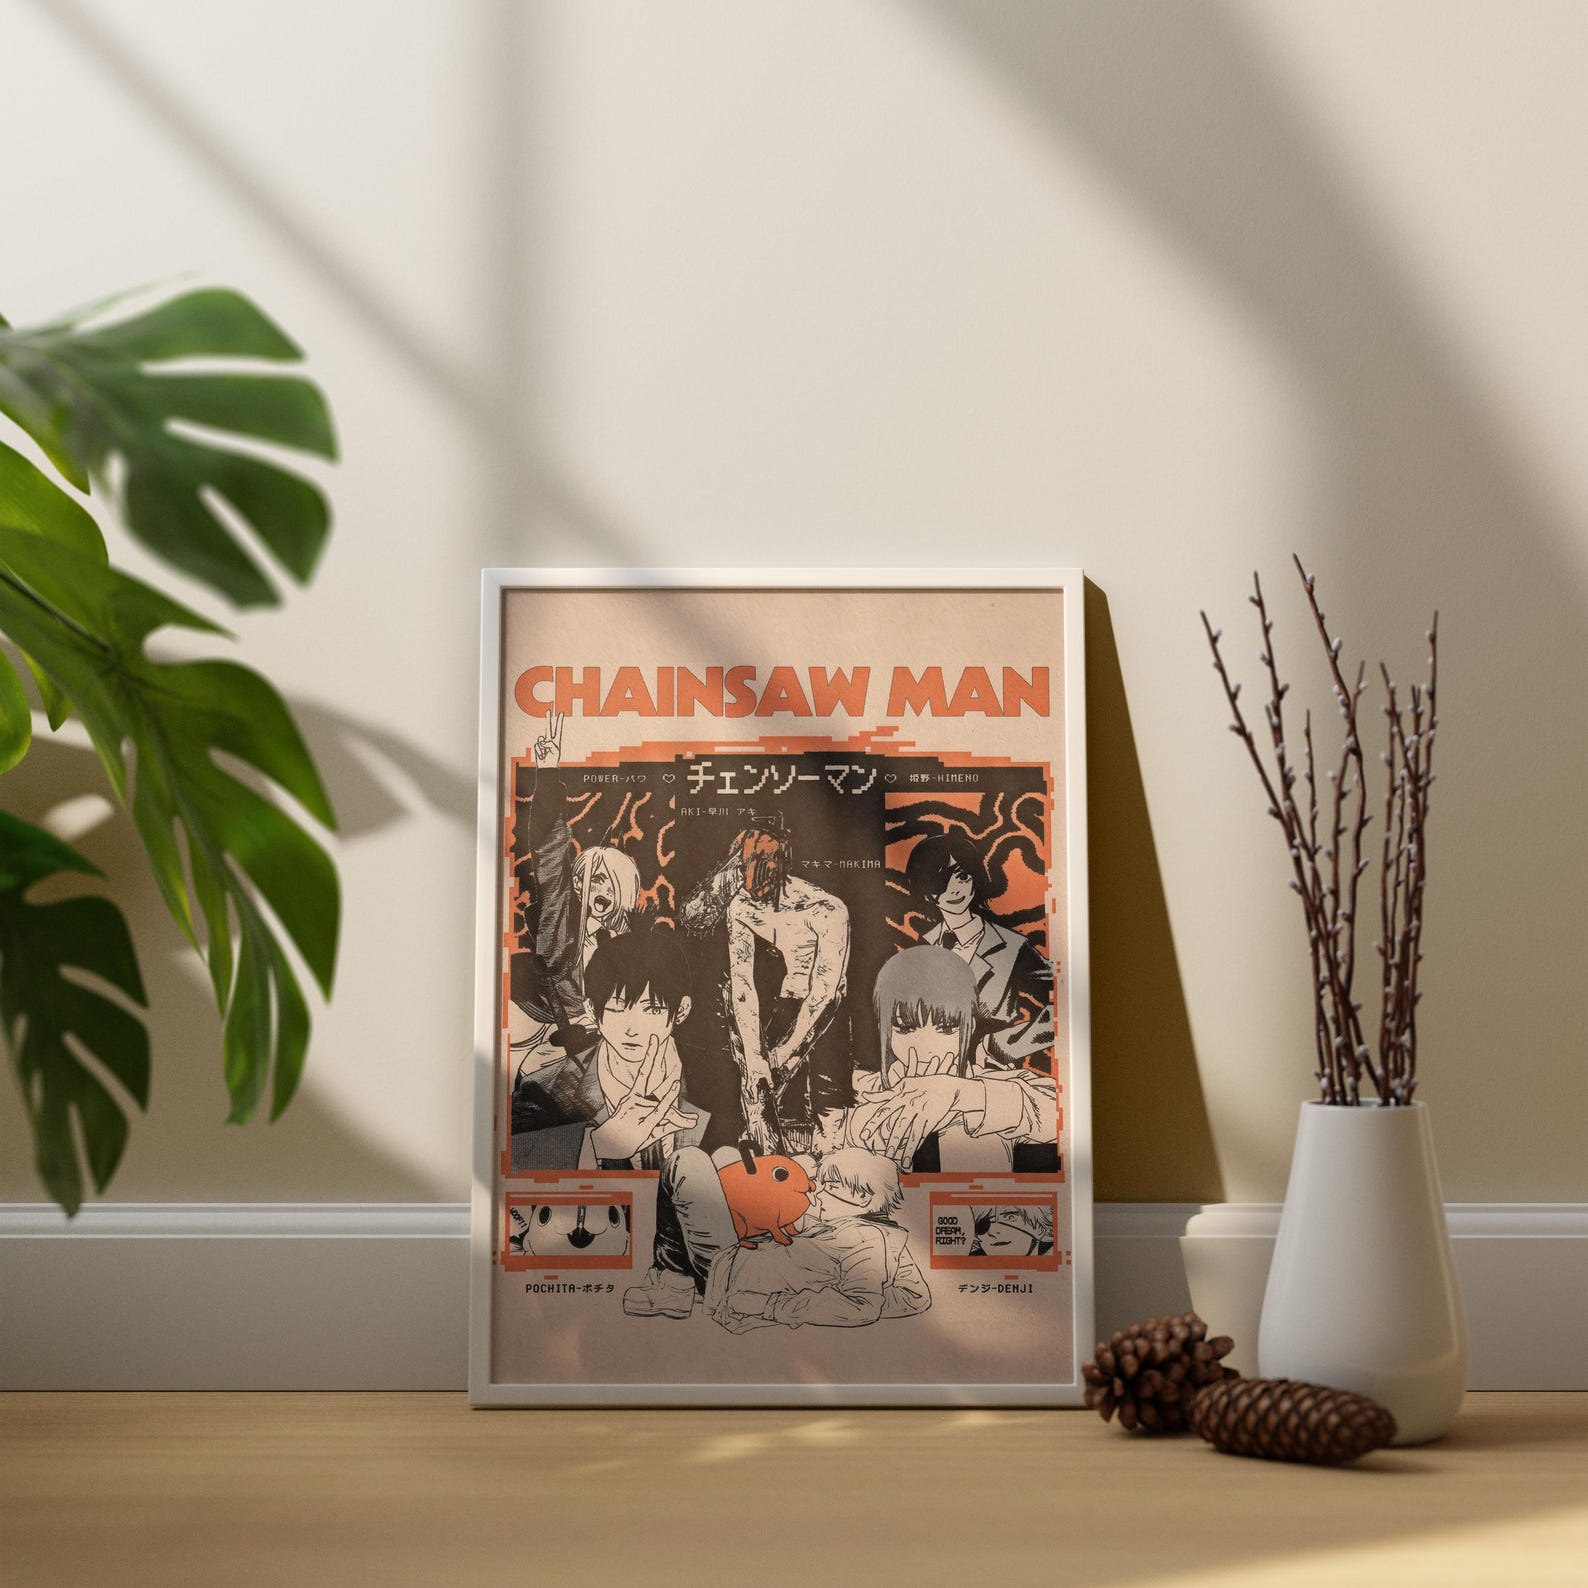 CHAINSAW MAN
POWER-パワ ♡ チェンソーマン ♡ 姫野-HIMENO
AKI-早川 アキ
マキマ-MAKIMA
WOOF!
GOOD
DREAM,
RIGHT?
POCHITA-ポチタ
デンジ-DENJI